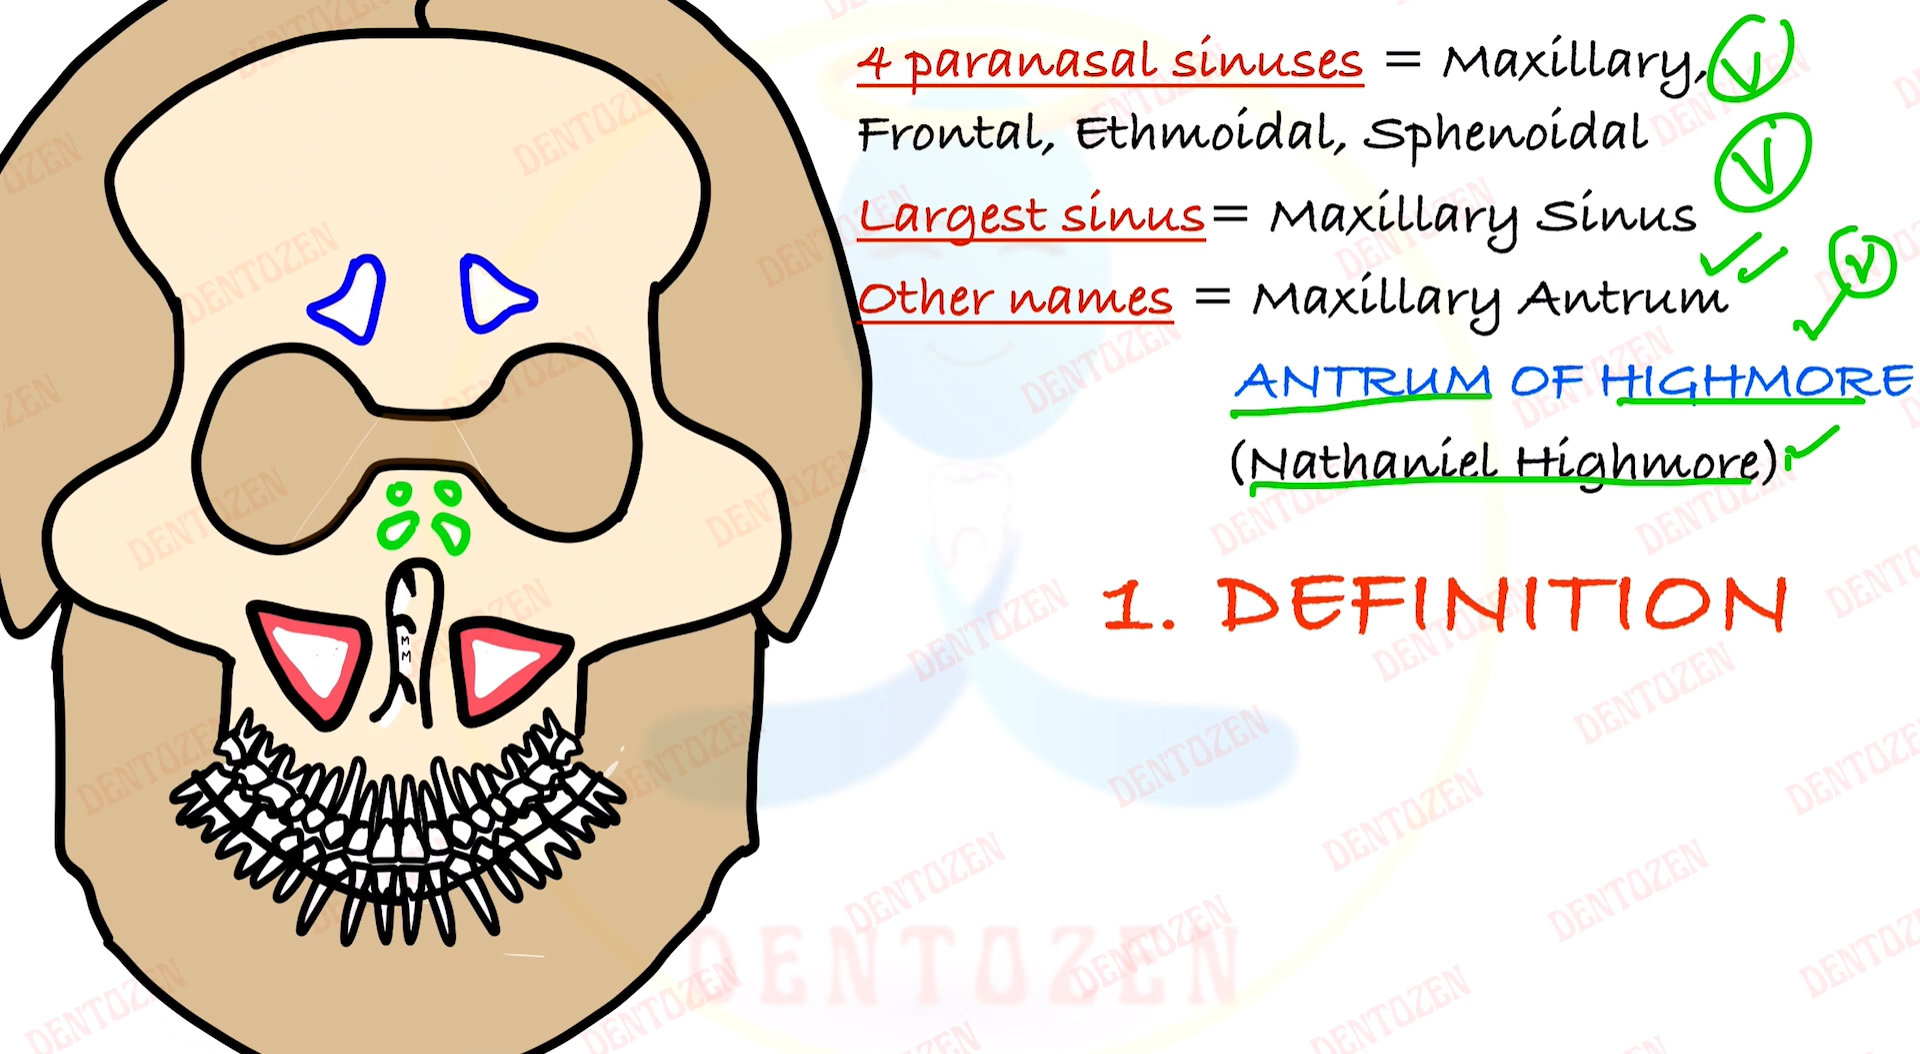 4 paranasal sinuses = Maxillary,
Frontal, Ethmoidal, Sphenoidal
Largest sinus = Maxillary Sinus
Other names = Maxillary Antrum
ANTRUM OF HIGHMORE
(Nathaniel Highmore)
1. DEFINITION
DENTOZEN